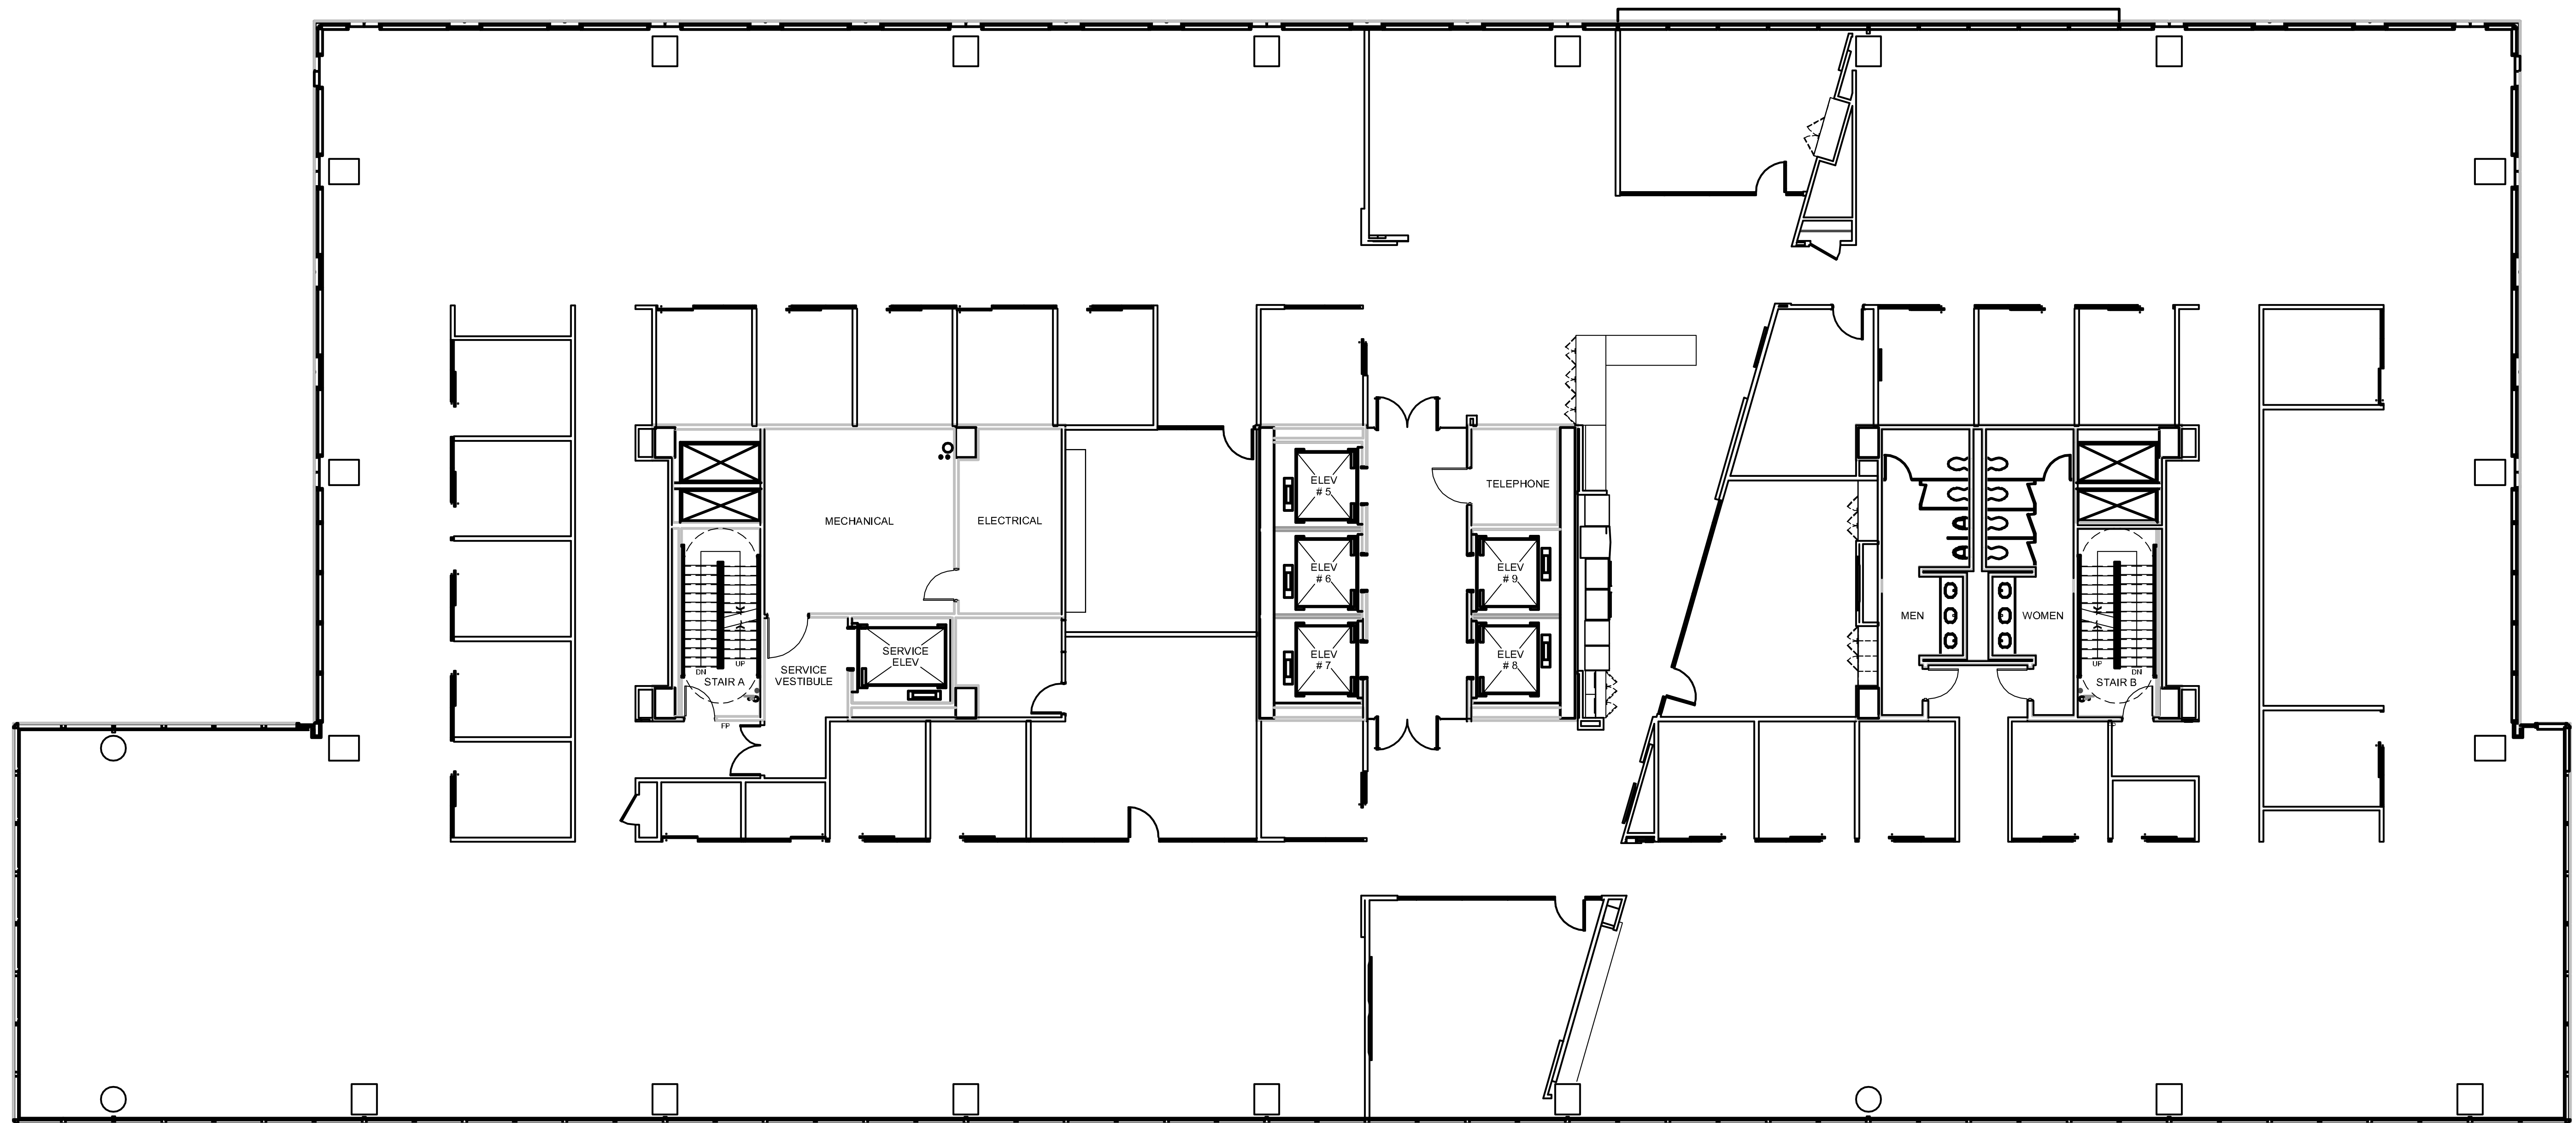 ELEV
# 5
TELEPHONE
MECHANICAL
ELECTRICAL
ELEV
# 6
ELEV
# 9
MEN
WOMEN
SERVICE
ELEV
ELEV
# 7
ELEV
# 8
UP
DN
STAIR A
SERVICE
VESTIBULE
UP
DN
STAIR B
FP